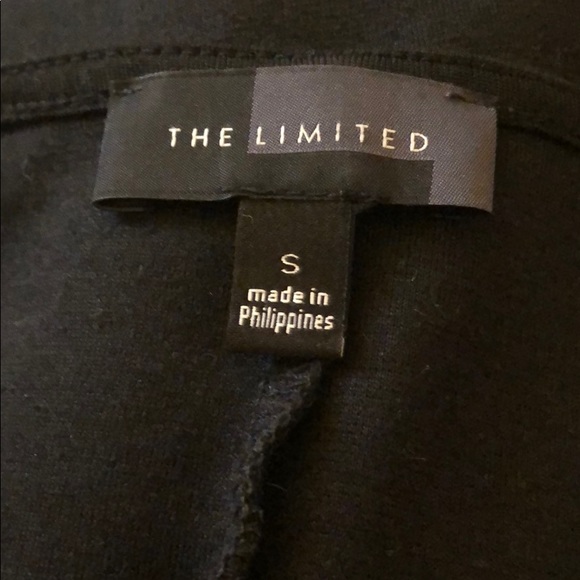 THE LIMITED
S
made in
Philippines